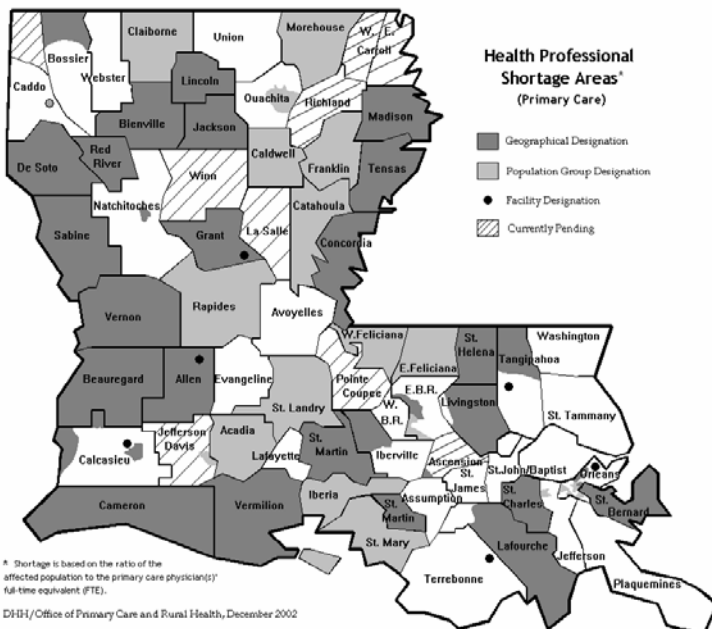 Health Professional
Shortage Areas*
(Primary Care)
Geographical Designation
Population Group Designation
Facility Designation
Currently Pending
Claiborne
Union
Morehouse
W.
E.
Carroll
Bossier
Webster
Caddo
Lincoln
Ouachita
Richland
Madison
Bienville
Jackson
De Soto
Red
River
Caldwell
Franklin
Tensas
Winn
Natchitoches
Catahoula
Sabine
Grant
La Salle
Concordia
Vernon
Rapides
Avoyelles
W.Feliciana
E.Feliciana
St.
Helena
Tangipahoa
Washington
Beauregard
Allen
Evangeline
Pointe
Coupee
E.B.R.
W.
B.R.
Livingston
St. Tammany
St. Landry
Jefferson
Davis
Acadia
Calcasieu
Lafayette
St.
Martin
Iberville
Ascension
St.
James
St.John/Baptist
Orleans
Cameron
Vermilion
Iberia
Assumption
St.
Martin
St. Mary
St.
Charles
St.
Bernard
Lafourche
Jefferson
Terrebonne
Plaquemines
* Shortage is based on the ratio of the
affected population to the primary care physician(s)'
full-time equivalent (FTE).
DHH/Office of Primary Care and Rural Health, December 2002